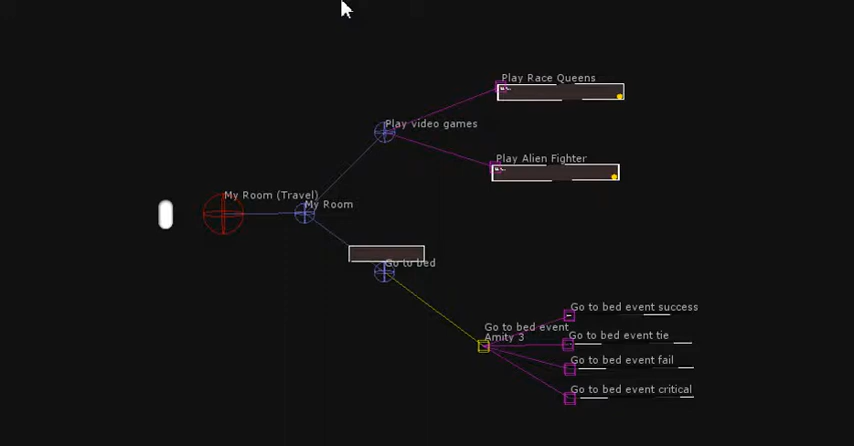 Play Race Queens
Play video games
Play Alien Fighter
My Room (Travel)
My Room
Go to bed
Go to bed event success
Go to bed event
Amity 3
Go to bed event tie
Go to bed event fail
Go to bed event critical